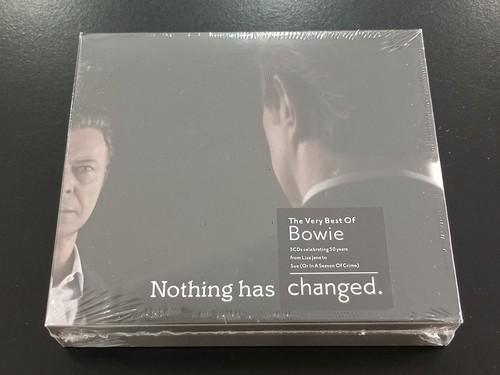 The Very Best Of
Bowie
3CDs celebrating 50 years
from Liza Jane to
Sue (Or In A Season Of Crime)
Nothing has changed.